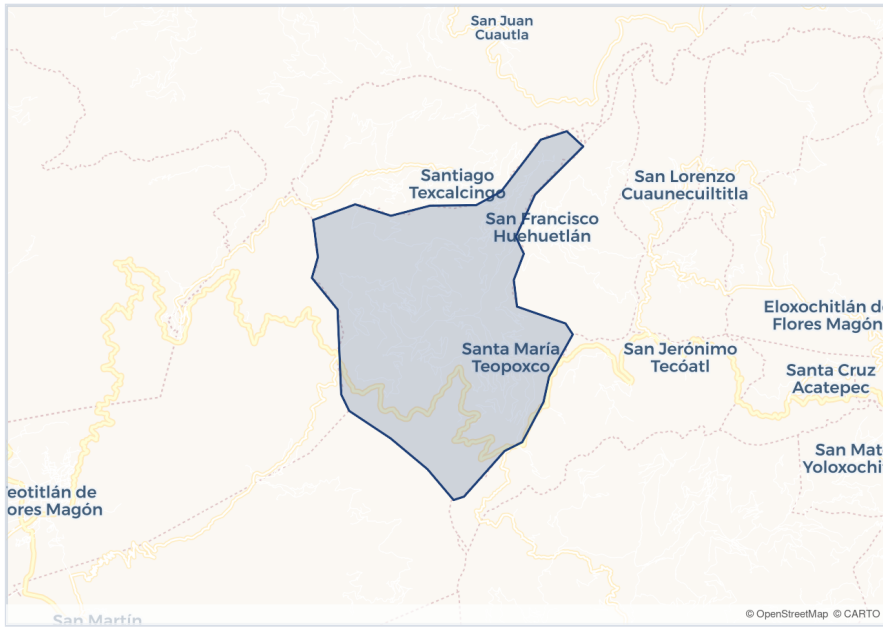 San Juan
Cuautla
Santiago
Texcalcingo
San Lorenzo
Cuaunecuiltitla
San Francisco
Huehuetlán
Eloxochitlán de
Flores Magón
Santa María
Teopoxco
San Jerónimo
Tecóatl
Santa Cruz
Acatepec
San Mat
Yoloxochi
eotitlán de
ores Magón
© OpenStreetMap © CARTO
San Martín